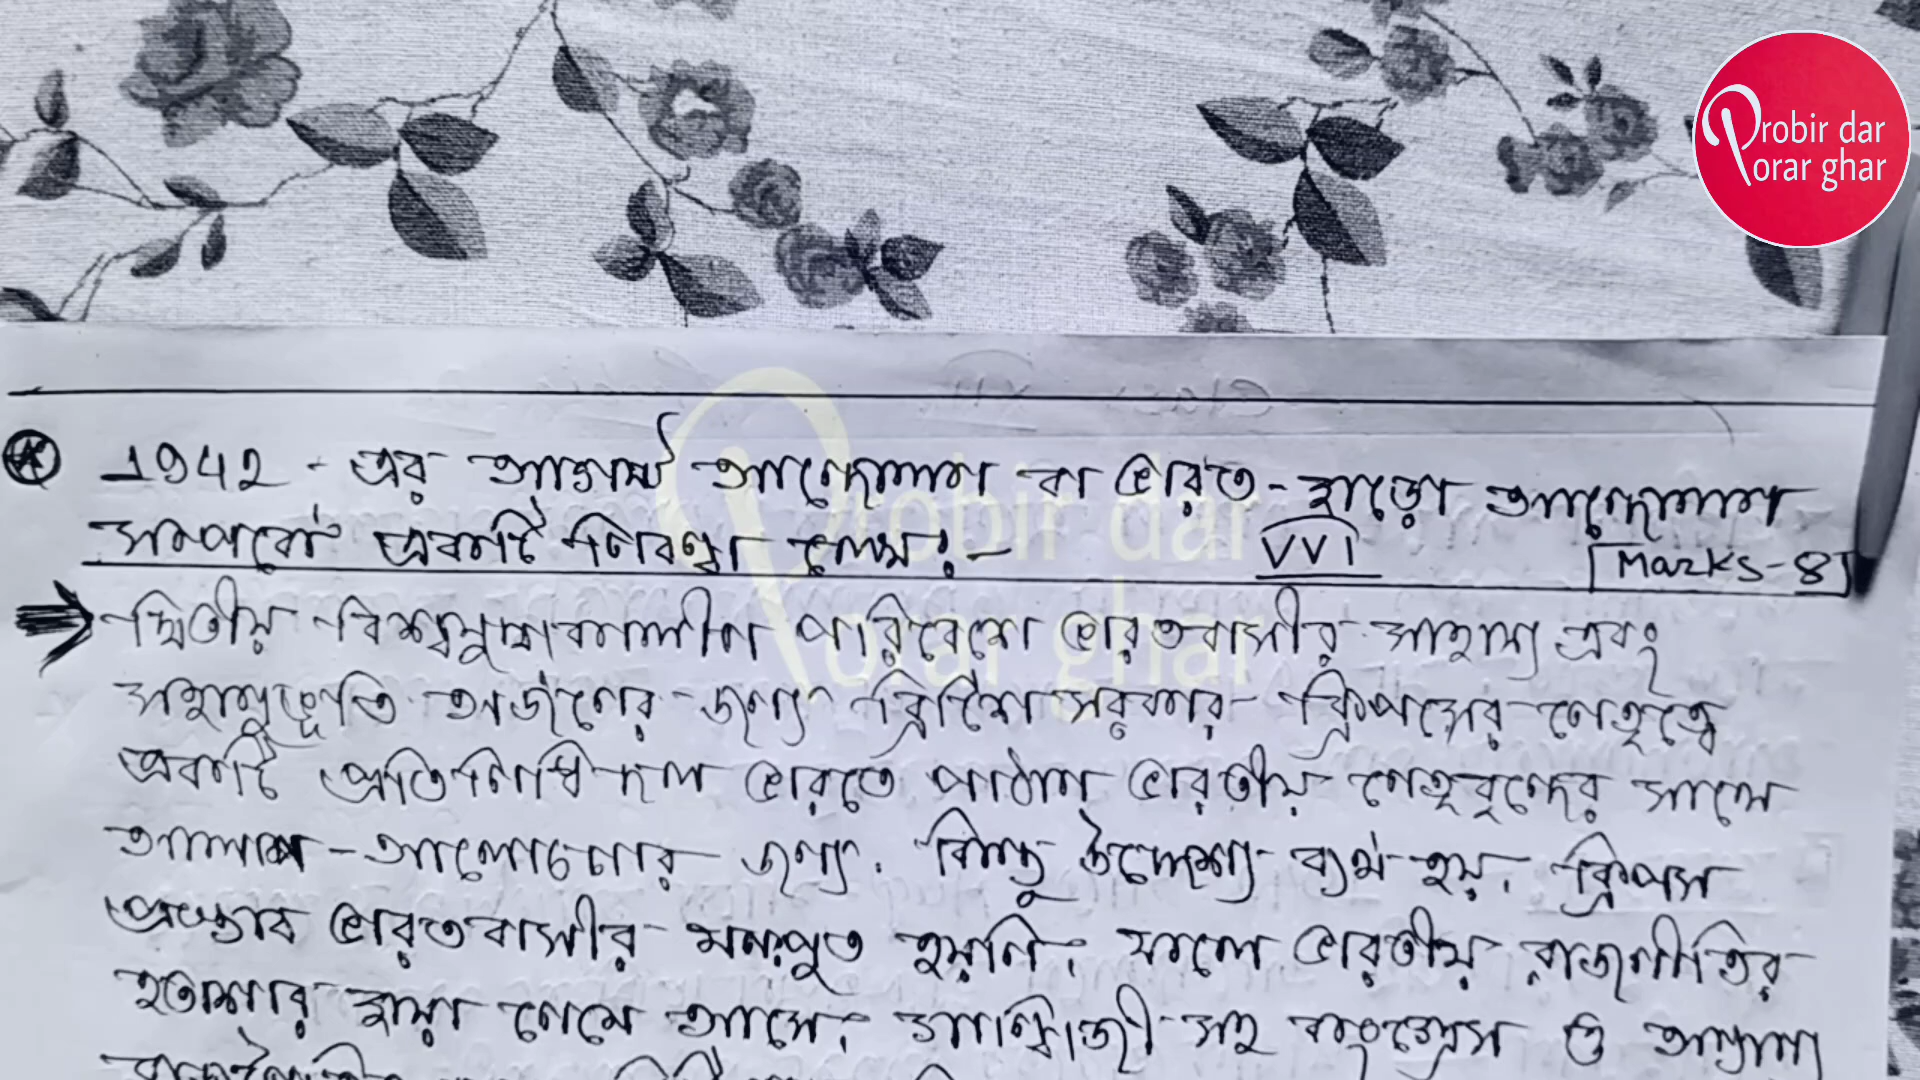 Probir dar
Porar ghar
1942 - এর আগস্ট আন্দোলন বা ভারত-ছাড়ো আন্দোলন
সম্পর্কে একটি নিবন্ধ লেখ।-
VVI
[Marks-8]
দ্বিতীয় বিশ্বযুদ্ধকালীন পরিবেশে ভারতবাসীর সাহায্য এবং
সহানুভূতি অর্জনের জন্য ব্রিটিশ সরকার ক্রিপসের নেতৃত্বে
একটি প্রতিনিধি দল ভারতে পাঠান ভারতীয় নেতৃবৃন্দের সাথে
আলাপ-আলোচনার জন্য। কিন্তু উদ্দেশ্য ব্যর্থ হয়। ক্রিপস
প্রস্তাব ভারতবাসীর মনঃপুত হয়নি। ফলে ভারতীয় রাজনীতির
হতাশার ছায়া নেমে আসে। গান্ধিজী সহ কংগ্রেস ও অন্যান্য